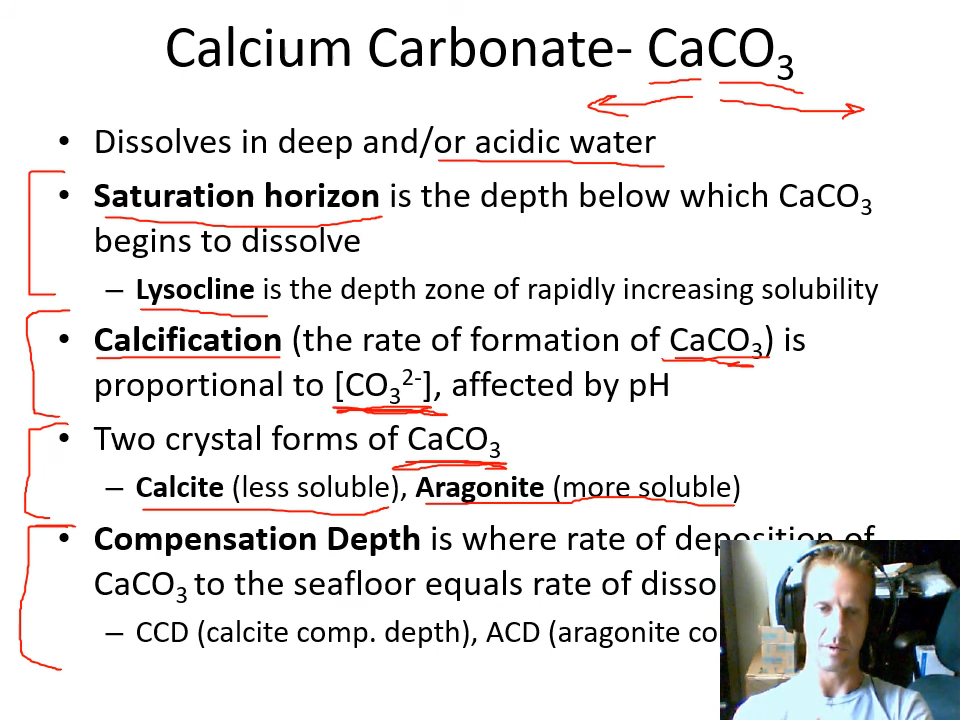 Calcium Carbonate- CaCO₃
• Dissolves in deep and/or acidic water
• Saturation horizon is the depth below which CaCO₃
begins to dissolve
– Lysocline is the depth zone of rapidly increasing solubility
• Calcification (the rate of formation of CaCO₃) is
proportional to [CO₃²⁻], affected by pH
• Two crystal forms of CaCO₃
– Calcite (less soluble), Aragonite (more soluble)
• Compensation Depth is where rate of deposition of
CaCO₃ to the seafloor equals rate of disso
– CCD (calcite comp. depth), ACD (aragonite co